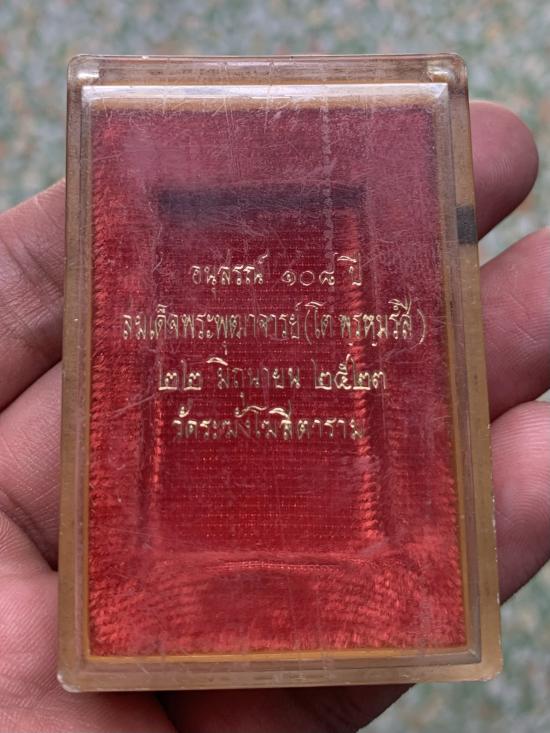 อนุสรณ์ ๑๐๘ ปี
สมเด็จพระพุฒาจารย์(โต พรหมรังสี)
๒๒ มิถุนายน ๒๕๒๓
วัดระฆังโฆสิตาราม